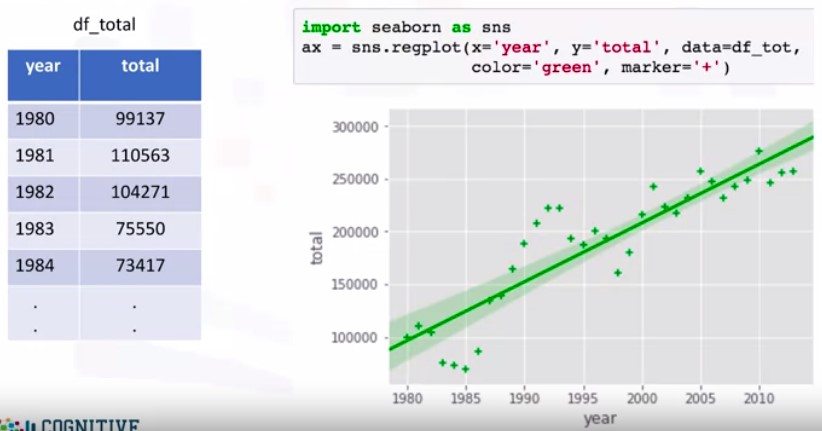 df_total
year total
1980 99137
1981 110563
1982 104271
1983 75550
1984 73417
. .
. .
import seaborn as sns
ax = sns.regplot(x='year', y='total', data=df_tot,
color='green', marker='+')
300000
250000
200000
150000
100000
total
1980 1985 1990 1995 2000 2005 2010
year
COGNITIVE